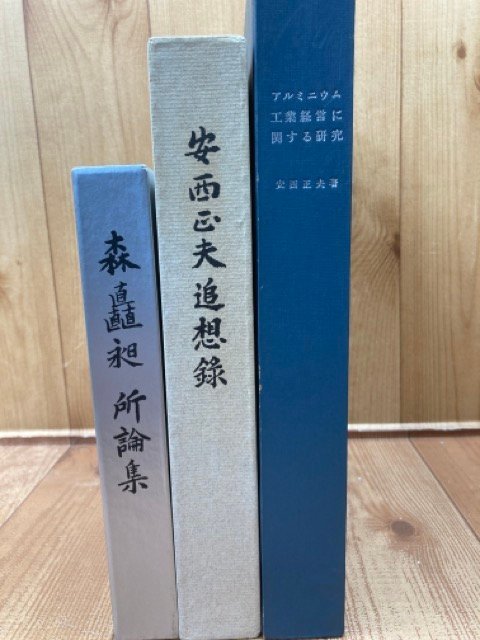 森矗昶 所論集
安西正夫追想錄
アルミニウム
工業経営に
関する研究
安西正夫著